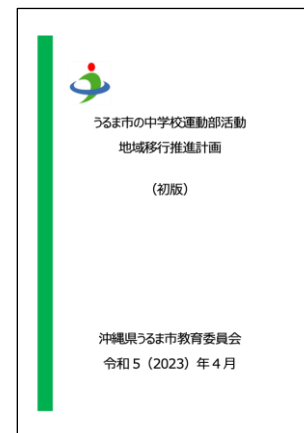 うるま市の中学校運動部活動
地域移行推進計画
（初版）
沖縄県うるま市教育委員会
令和５（2023）年４月